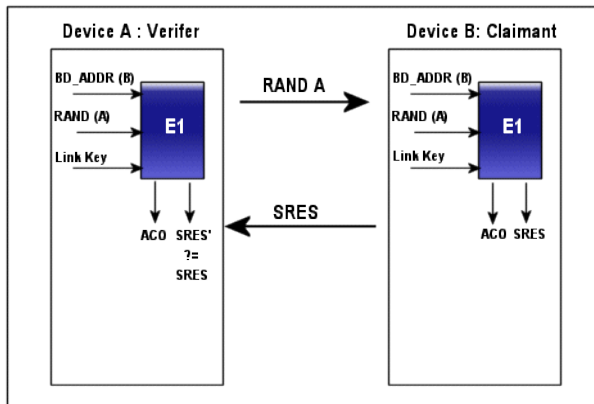 Device A : Verifer
Device B: Claimant
BD_ADDR (B)
RAND (A)
Link Key
E1
ACO SRES'
?=
SRES
RAND A
SRES
BD_ADDR (B)
RAND (A)
Link Key
E1
ACO SRES